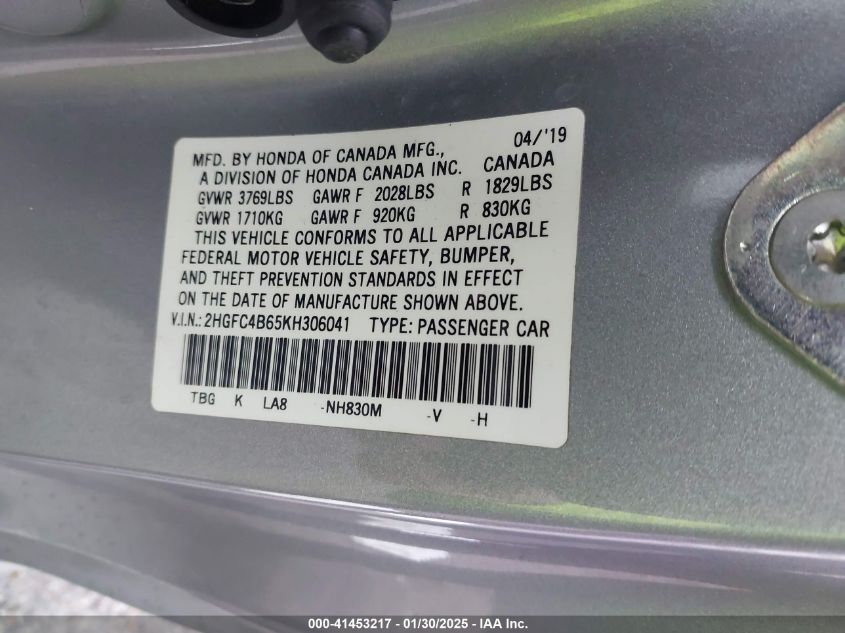 MFD. BY HONDA OF CANADA MFG., 04/'19
A DIVISION OF HONDA CANADA INC. CANADA
GVWR 3769LBS GAWR F 2028LBS R 1829LBS
GVWR 1710KG GAWR F 920KG R 830KG
THIS VEHICLE CONFORMS TO ALL APPLICABLE
FEDERAL MOTOR VEHICLE SAFETY, BUMPER,
AND THEFT PREVENTION STANDARDS IN EFFECT
ON THE DATE OF MANUFACTURE SHOWN ABOVE.
V.I.N.: 2HGFC4B65KH306041 TYPE: PASSENGER CAR
TBG K LA8 -NH830M -V -H
000-41453217 - 01/30/2025 - IAA Inc.